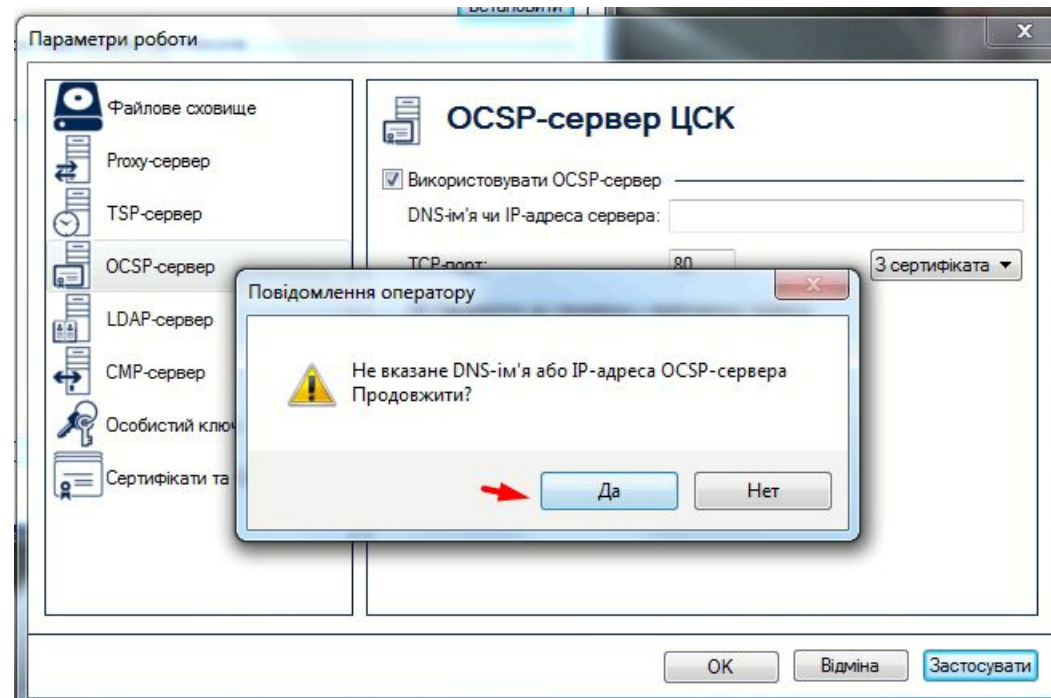 Встановити
Параметри роботи
Файлове сховище
Proxy-сервер
TSP-сервер
OCSP-сервер
LDAP-сервер
CMP-сервер
Особистий
Сертифікати та
OCSP-сервер ЦСК
Використовувати OCSP-сервер
DNS-ім'я чи IP-адреса сервера:
TCP-порт: 80
З сертифіката
Повідомлення оператору
Не вказане DNS-ім'я або IP-адреса OCSP-сервера
Продовжити?
Да Нет
OK Відміна Застосувати